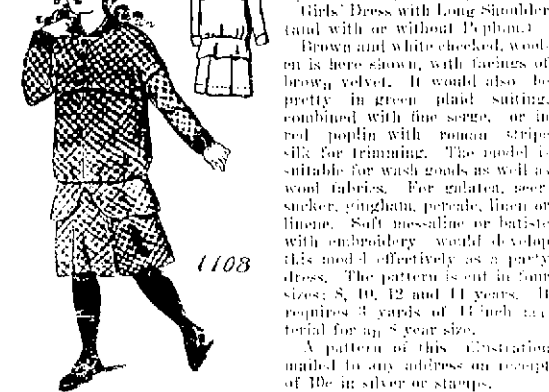 Girls' Dress with Long Shoulder
(and with or without Peplum.)
Brown and white checked, wool-
en is here shown, with facings of
brown velvet. It would also be
pretty in green plaid suiting,
combined with fine serge, or in
red poplin with roman stripe
silk for trimming. The model is
suitable for wash goods as well as
wool fabrics. For galatea, seer-
sucker, gingham, percale, linen or
linene. Soft messaline or batiste
with embroidery would develop
this model effectively as a party
dress. The pattern is cut in four
sizes; 8, 10, 12 and 14 years. It
requires 3 yards of 44 inch ma-
terial for an 8 year size.
A pattern of this illustration
mailed to any address on receipt
of 10c in silver or stamps.
1108